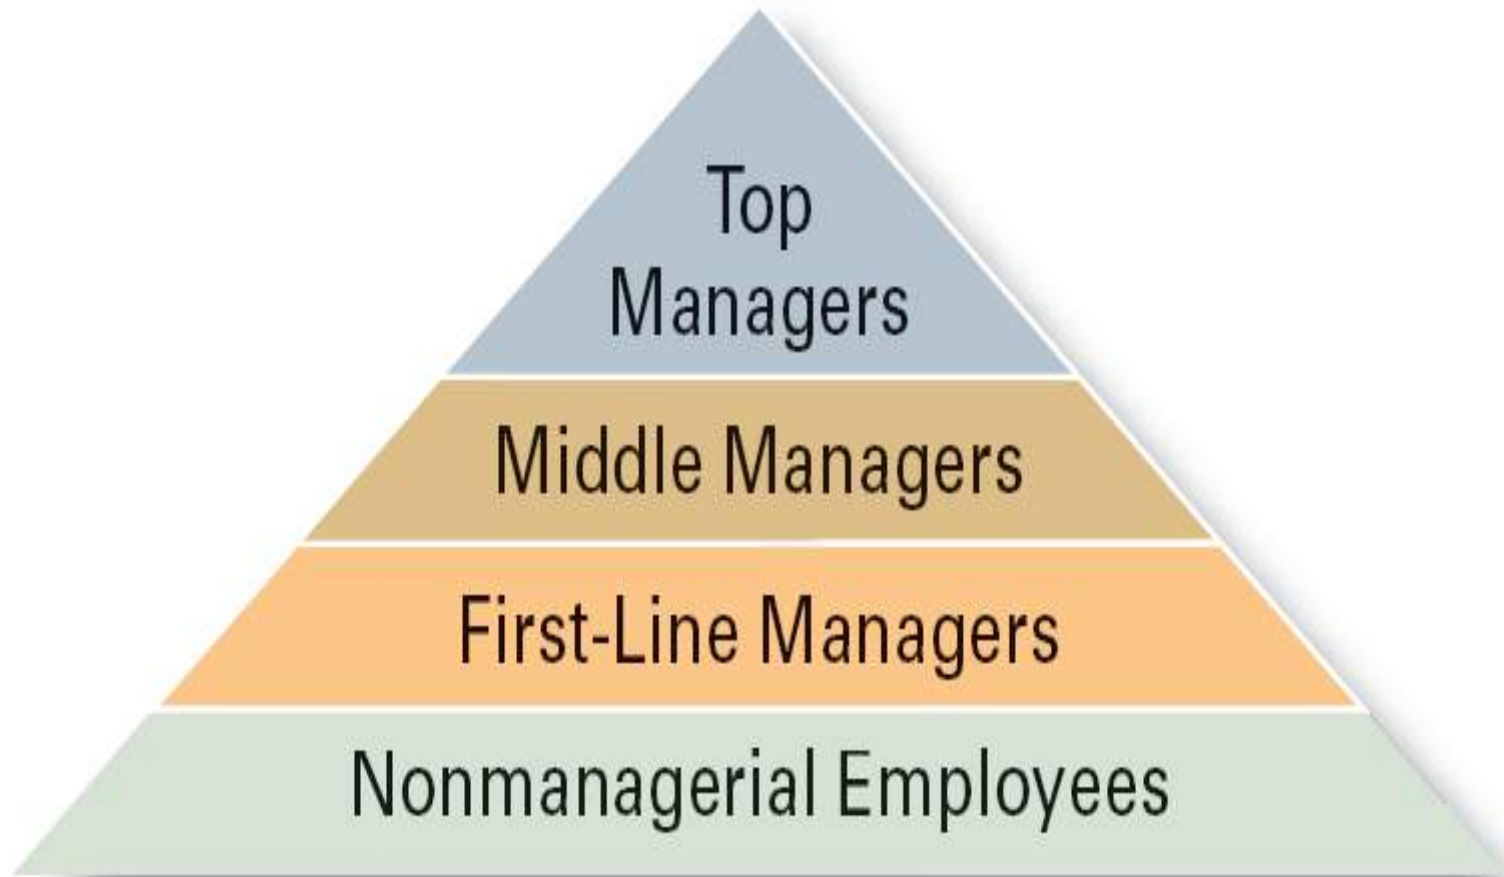 Top
Managers
Middle Managers
First-Line Managers
Nonmanagerial Employees